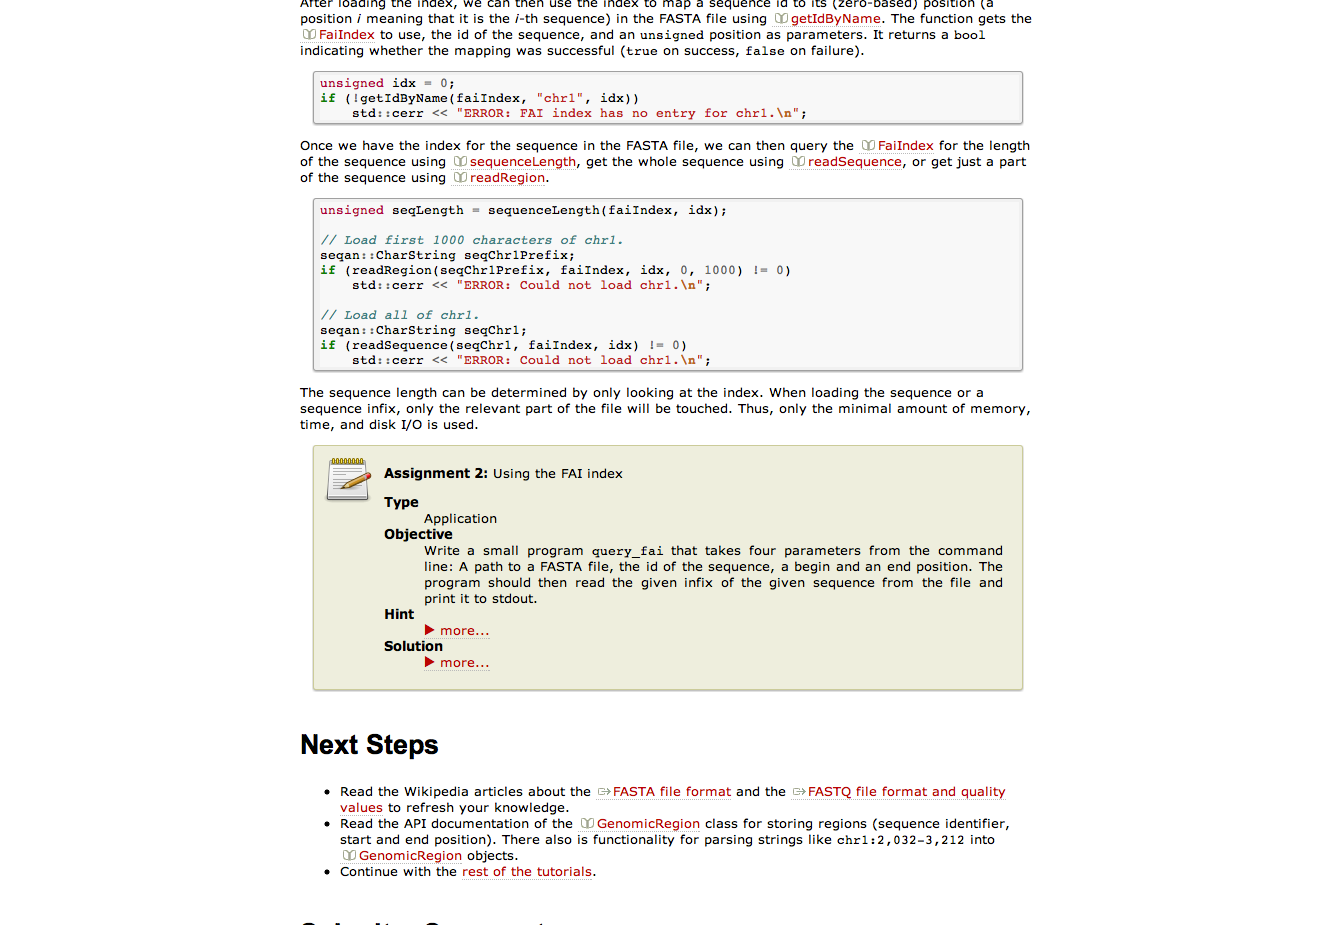 After loading the index, we can then use the index to map a sequence id to its (zero-based) position (a
position i meaning that it is the i-th sequence) in the FASTA file using getIdByName. The function gets the
FaiIndex to use, the id of the sequence, and an unsigned position as parameters. It returns a bool
indicating whether the mapping was successful (true on success, false on failure).
unsigned idx = 0;
if (!getIdByName(faiIndex, "chr1", idx))
    std::cerr << "ERROR: FAI index has no entry for chr1.\n";
Once we have the index for the sequence in the FASTA file, we can then query the FaiIndex for the length
of the sequence using sequenceLength, get the whole sequence using readSequence, or get just a part
of the sequence using readRegion.
unsigned seqLength = sequenceLength(faiIndex, idx);
// Load first 1000 characters of chr1.
seqan::CharString seqChr1Prefix;
if (readRegion(seqChr1Prefix, faiIndex, idx, 0, 1000) != 0)
    std::cerr << "ERROR: Could not load chr1.\n";
// Load all of chr1.
seqan::CharString seqChr1;
if (readSequence(seqChr1, faiIndex, idx) != 0)
    std::cerr << "ERROR: Could not load chr1.\n";
The sequence length can be determined by only looking at the index. When loading the sequence or a
sequence infix, only the relevant part of the file will be touched. Thus, only the minimal amount of memory,
time, and disk I/O is used.
Assignment 2: Using the FAI index
Type
Application
Objective
Write a small program query_fai that takes four parameters from the command
line: A path to a FASTA file, the id of the sequence, a begin and an end position. The
program should then read the given infix of the given sequence from the file and
print it to stdout.
Hint
more...
Solution
more...
Next Steps
• Read the Wikipedia articles about the FASTA file format and the FASTQ file format and quality
values to refresh your knowledge.
• Read the API documentation of the GenomicRegion class for storing regions (sequence identifier,
start and end position). There also is functionality for parsing strings like chr1:2,032-3,212 into
GenomicRegion objects.
• Continue with the rest of the tutorials.